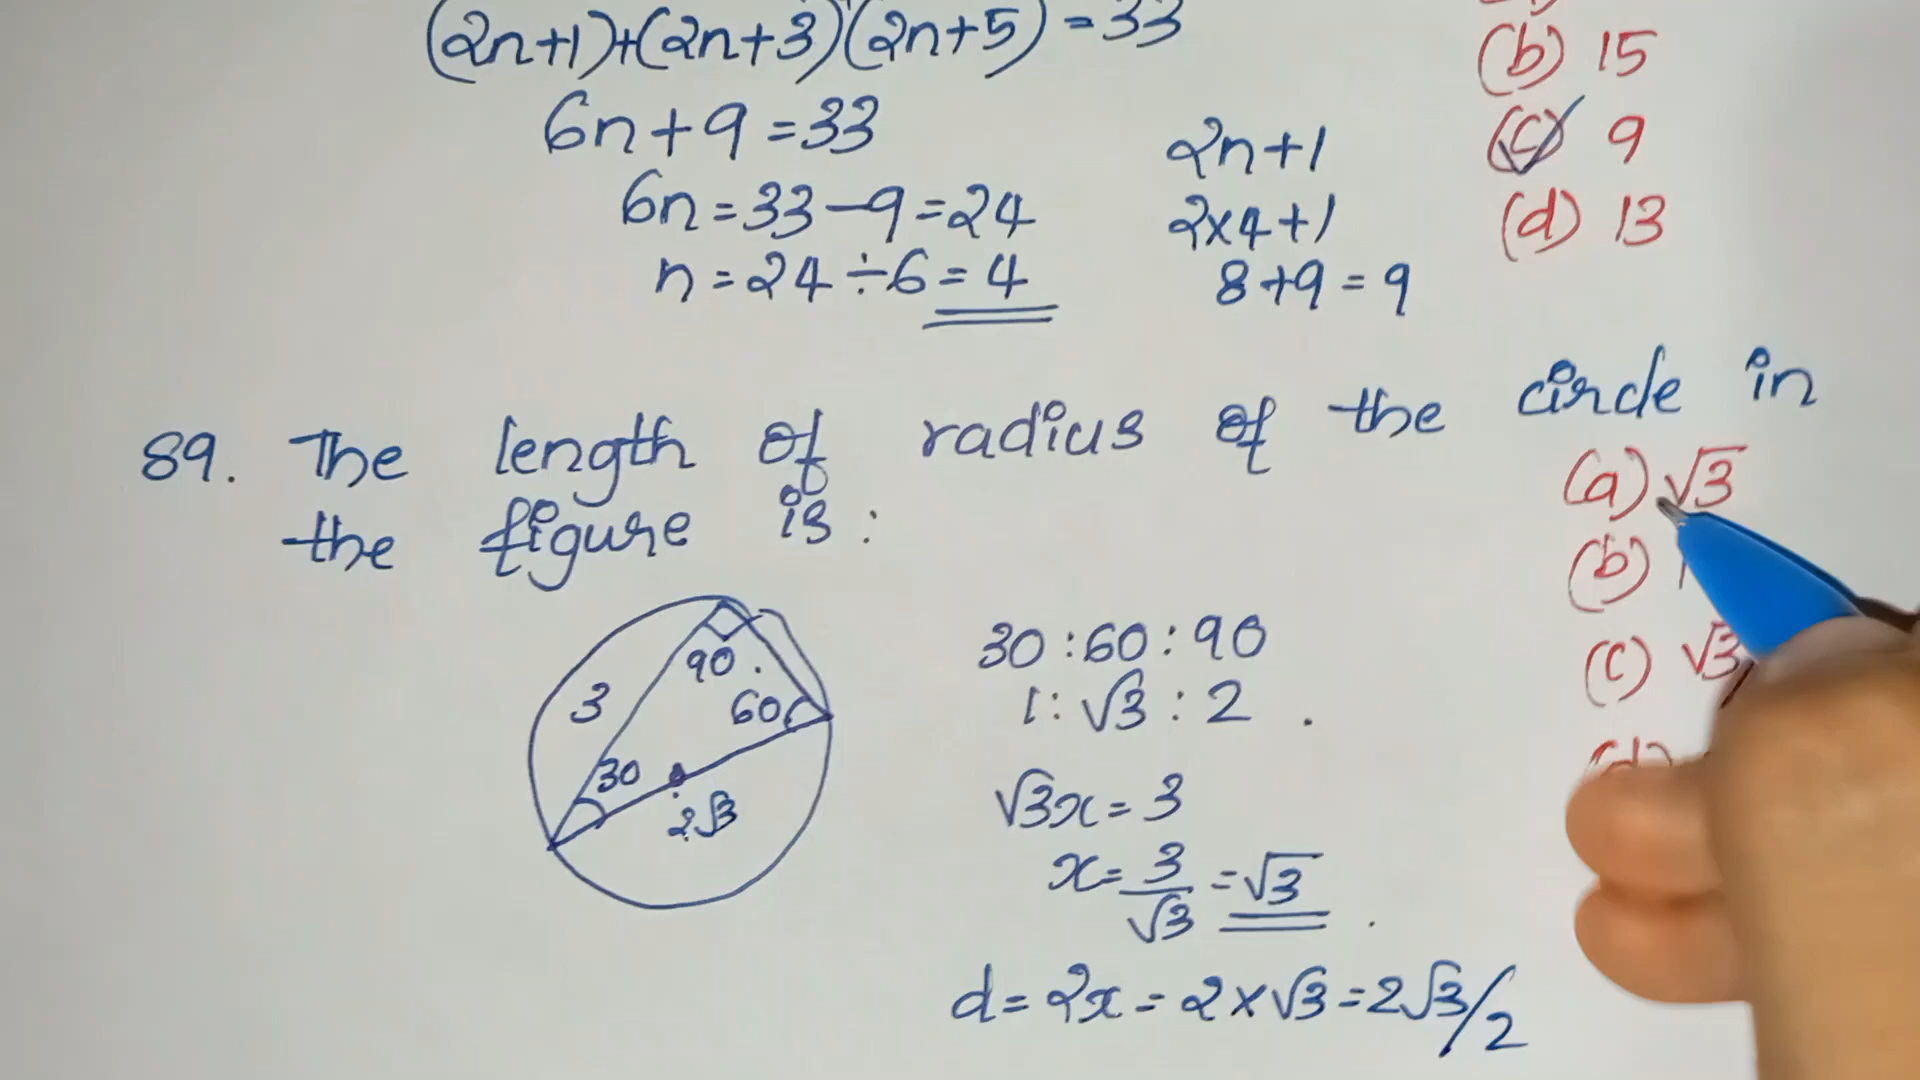 (2n+1)+(2n+3)(2n+5)=33
6n+9=33
6n=33-9=24
n=24÷6=4
2n+1
2x4+1
8+9=9
(b) 15
(c) 9
(d) 13
89. The length of radius of the circle in
the figure is:
(a) √3
(b)
(c) √3
(d)
90
3
60
30
2√3
30:60:90
1:√3:2
√3x=3
x=3/√3=√3
d=2x=2x√3=2√3/2